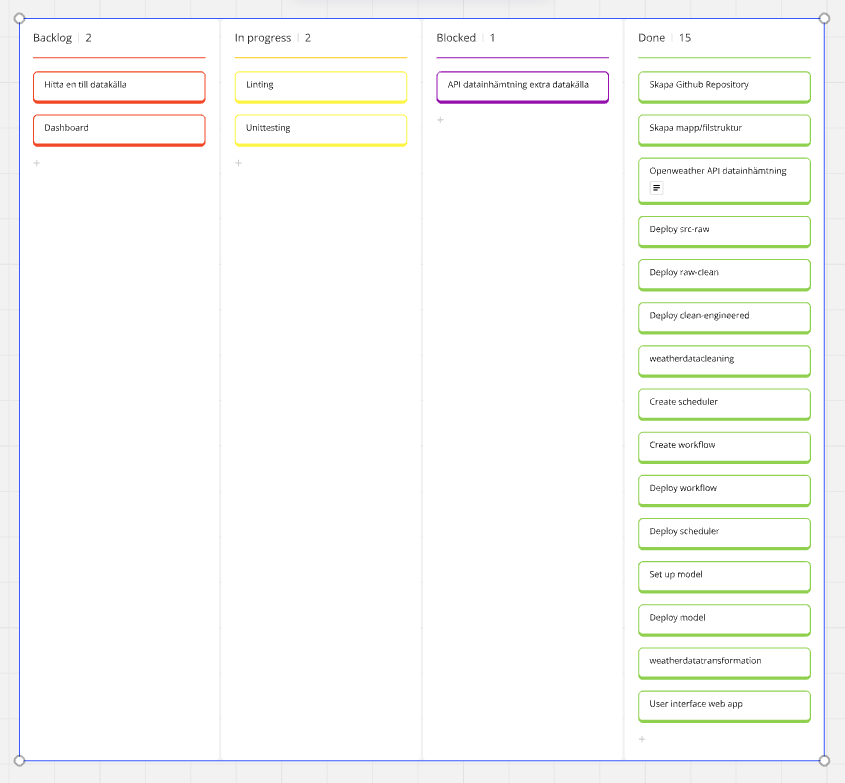 Backlog | 2
Hitta en till datakälla
Dashboard
+
In progress | 2
Linting
Unittesting
+
Blocked | 1
API datainhämtning extra datakälla
+
Done | 15
Skapa Github Repository
Skapa mapp/filstruktur
Openweather API datainhämtning
Deploy src-raw
Deploy raw-clean
Deploy clean-engineered
weatherdatacleaning
Create scheduler
Create workflow
Deploy workflow
Deploy scheduler
Set up model
Deploy model
weatherdatatransformation
User interface web app
+